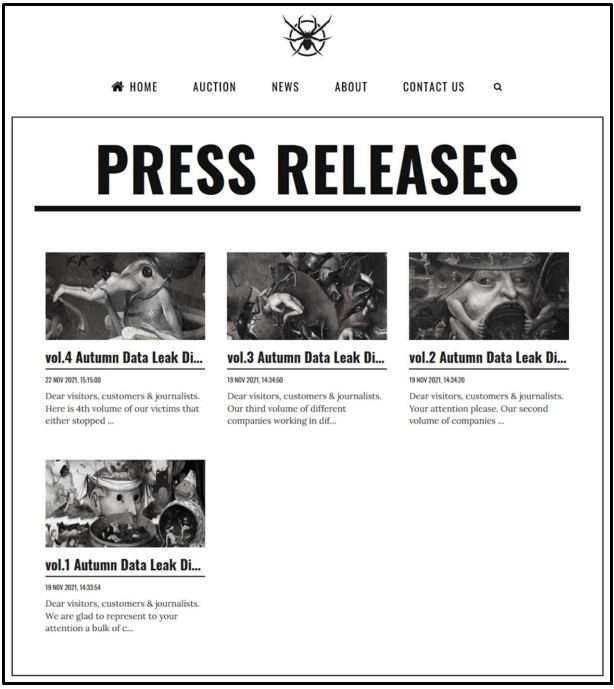 HOME AUCTION NEWS ABOUT CONTACT US
PRESS RELEASES
vol.4 Autumn Data Leak Di...
22 NOV 2021, 15:15:00
Dear visitors, customers & journalists.
Here is 4th volume of our victims that
either stopped ...
vol.3 Autumn Data Leak Di...
19 NOV 2021, 14:34:50
Dear visitors, customers & journalists.
Our third volume of different
companies working in dif...
vol.2 Autumn Data Leak Di...
19 NOV 2021, 14:34:20
Dear visitors, customers & journalists.
Your attention please. Our second
volume of companies ...
vol.1 Autumn Data Leak Di...
19 NOV 2021, 14:33:54
Dear visitors, customers & journalists.
We are glad to represent to your
attention a bulk of c...